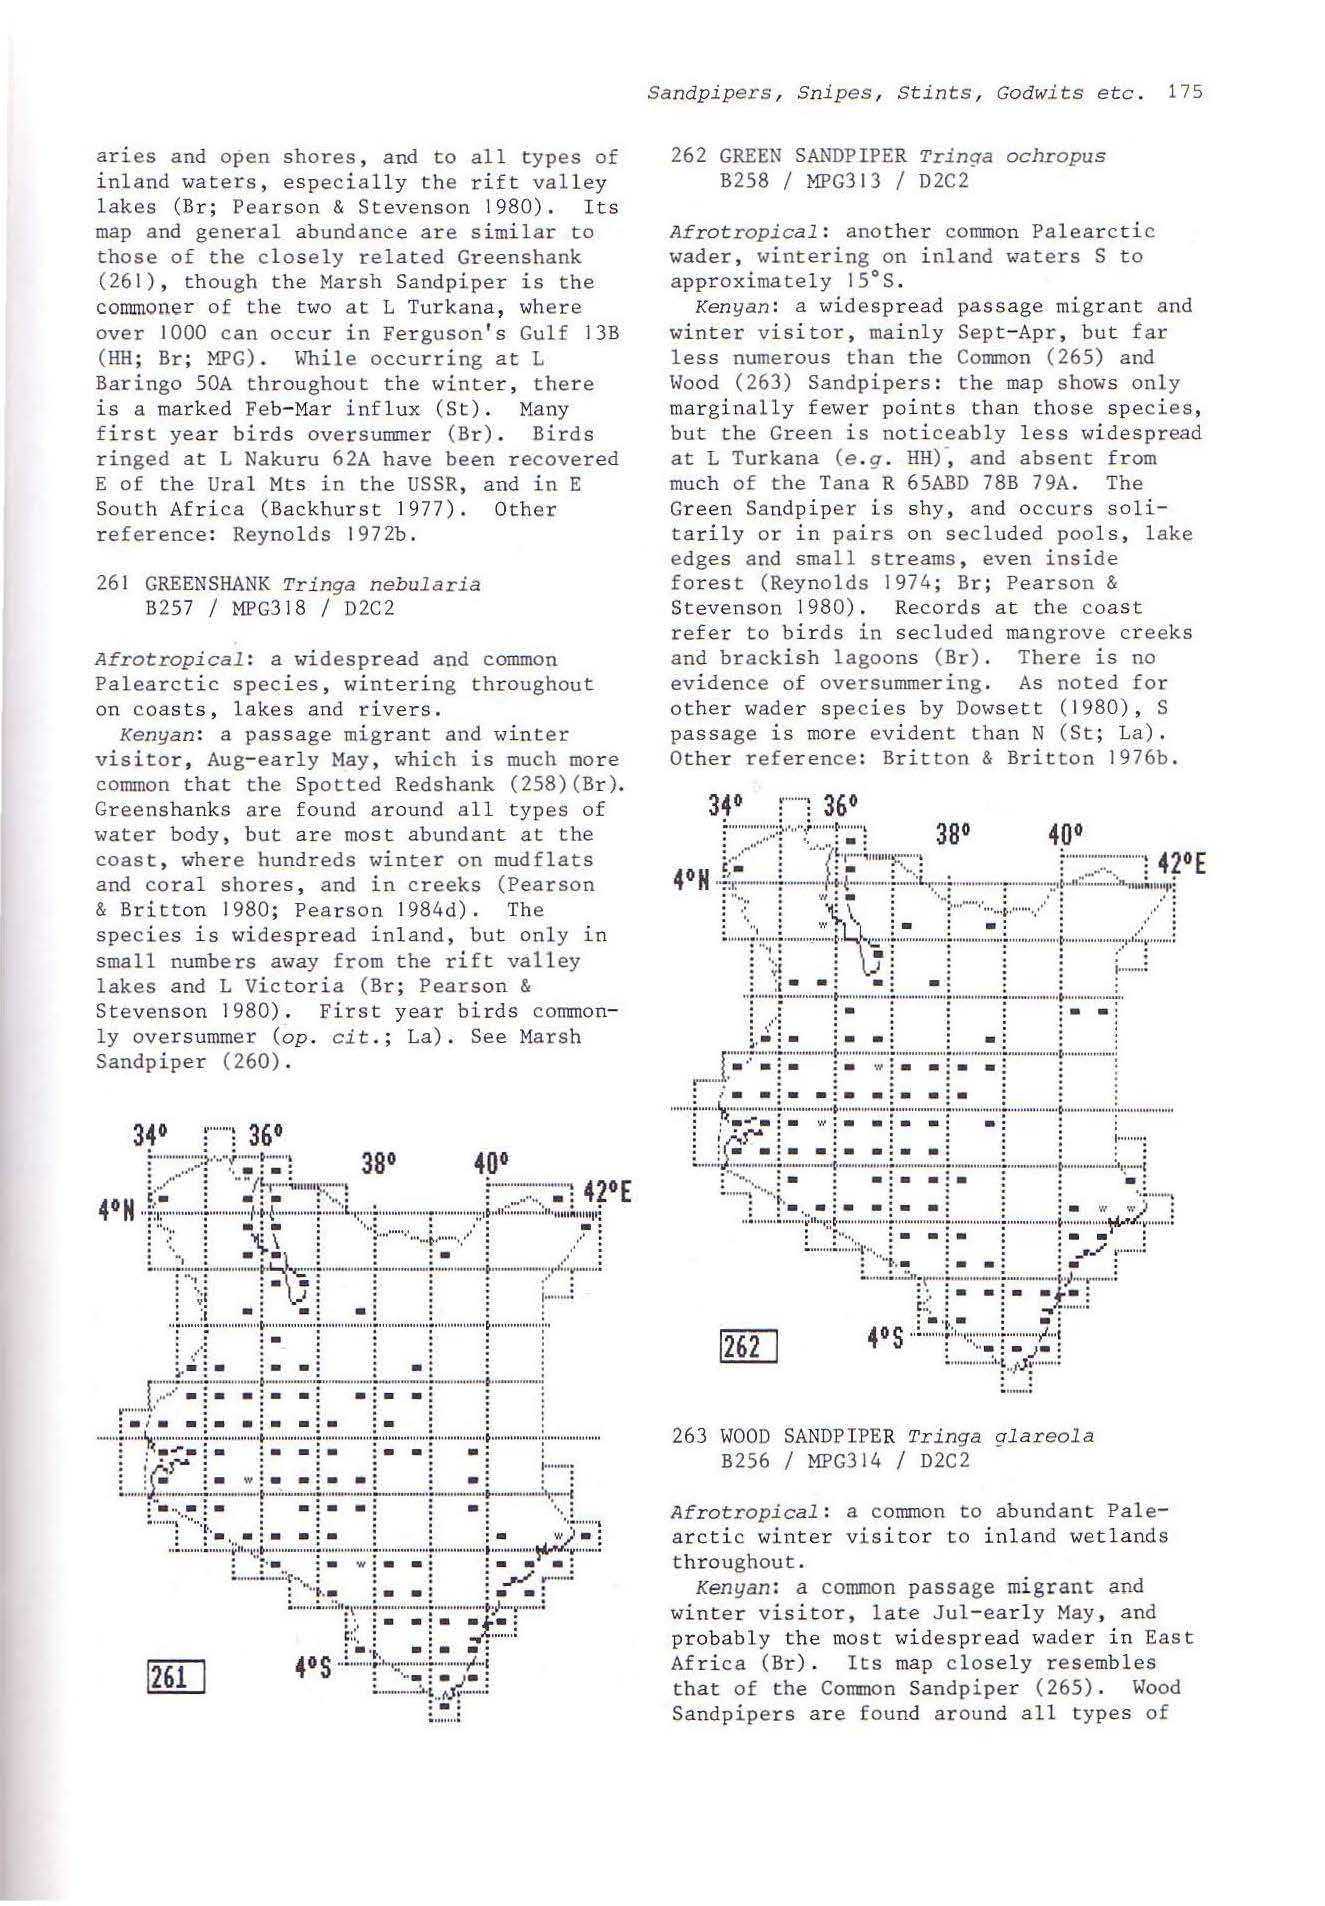 Sandpipers, Snipes, Stints, Godwits etc. 175
aries and open shores, and to all types of
inland waters, especially the rift valley
lakes (Br; Pearson & Stevenson 1980). Its
map and general abundance are similar to
those of the closely related Greenshank
(261), though the Marsh Sandpiper is the
commoner of the two at L Turkana, where
over 1000 can occur in Ferguson's Gulf 13B
(HH; Br; MPG). While occurring at L
Baringo 50A throughout the winter, there
is a marked Feb-Mar influx (St). Many
first year birds oversummer (Br). Birds
ringed at L Nakuru 62A have been recovered
E of the Ural Mts in the USSR, and in E
South Africa (Backhurst 1977). Other
reference: Reynolds 1972b.
261 GREENSHANK Tringa nebularia
B257 / MPG318 / D2C2
Afrotropical: a widespread and common
Palearctic species, wintering throughout
on coasts, lakes and rivers.
Kenyan: a passage migrant and winter
visitor, Aug-early May, which is much more
common that the Spotted Redshank (258)(Br).
Greenshanks are found around all types of
water body, but are most abundant at the
coast, where hundreds winter on mudflats
and coral shores, and in creeks (Pearson
& Britton 1980; Pearson 1984d). The
species is widespread inland, but only in
small numbers away from the rift valley
lakes and L Victoria (Br; Pearson &
Stevenson 1980). First year birds common-
ly oversummer (op. cit.; La). See Marsh
Sandpiper (260).
34° 36°
38° 40°
42°E
4°N
w
w
w
4°S
261
262 GREEN SANDPIPER Tringa ochropus
B258 / MPG313 / D2C2
Afrotropical: another common Palearctic
wader, wintering on inland waters S to
approximately 15°S.
Kenyan: a widespread passage migrant and
winter visitor, mainly Sept-Apr, but far
less numerous than the Common (265) and
Wood (263) Sandpipers: the map shows only
marginally fewer points than those species,
but the Green is noticeably less widespread
at L Turkana (e.g. HH), and absent from
much of the Tana R 65ABD 78B 79A. The
Green Sandpiper is shy, and occurs soli-
tarily or in pairs on secluded pools, lake
edges and small streams, even inside
forest (Reynolds 1974; Br; Pearson &
Stevenson 1980). Records at the coast
refer to birds in secluded mangrove creeks
and brackish lagoons (Br). There is no
evidence of oversummering. As noted for
other wader species by Dowsett (1980), S
passage is more evident than N (St; La).
Other reference: Britton & Britton 1976b.
34° 36°
38° 40°
42°E
4°N
w
w
w
w
w w
4°S
262
263 WOOD SANDPIPER Tringa glareola
B256 / MPG314 / D2C2
Afrotropical: a common to abundant Pale-
arctic winter visitor to inland wetlands
throughout.
Kenyan: a common passage migrant and
winter visitor, late Jul-early May, and
probably the most widespread wader in East
Africa (Br). Its map closely resembles
that of the Common Sandpiper (265). Wood
Sandpipers are found around all types of